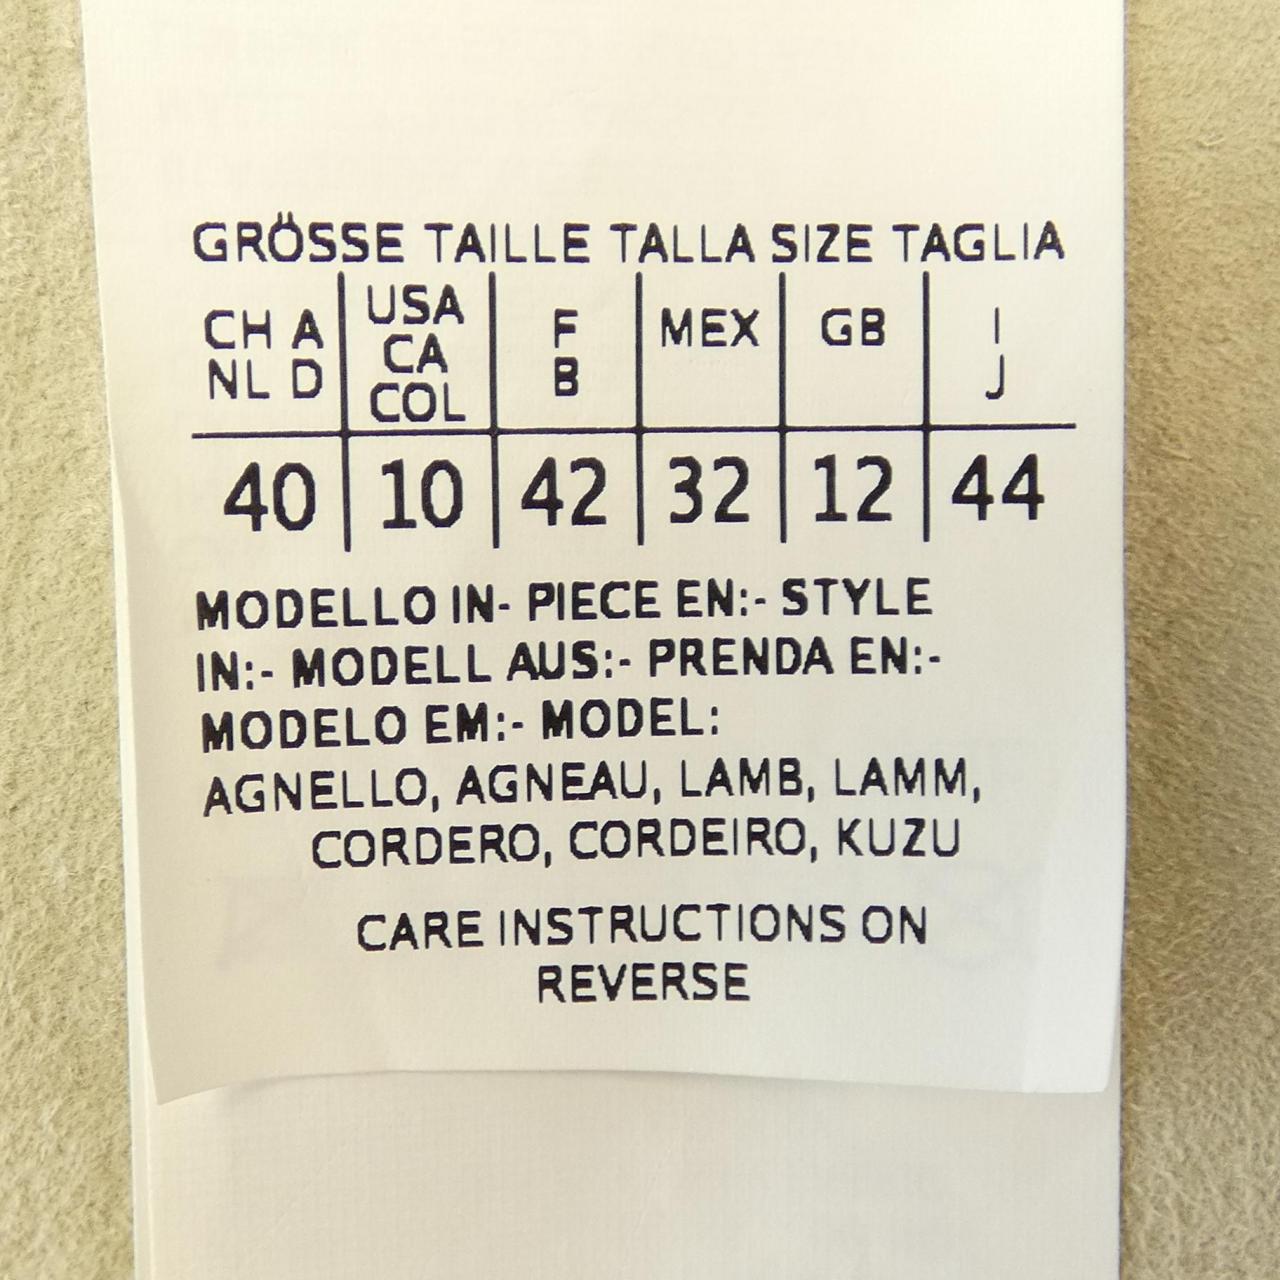 GRÖSSE TAILLE TALLA SIZE TAGLIA
CH A USA F MEX GB I
NL D CA B J
COL
40 10 42 32 12 44
MODELLO IN- PIECE EN:- STYLE
IN:- MODELL AUS:- PRENDA EN:-
MODELO EM:- MODEL:
AGNELLO, AGNEAU, LAMB, LAMM,
CORDERO, CORDEIRO, KUZU
CARE INSTRUCTIONS ON
REVERSE